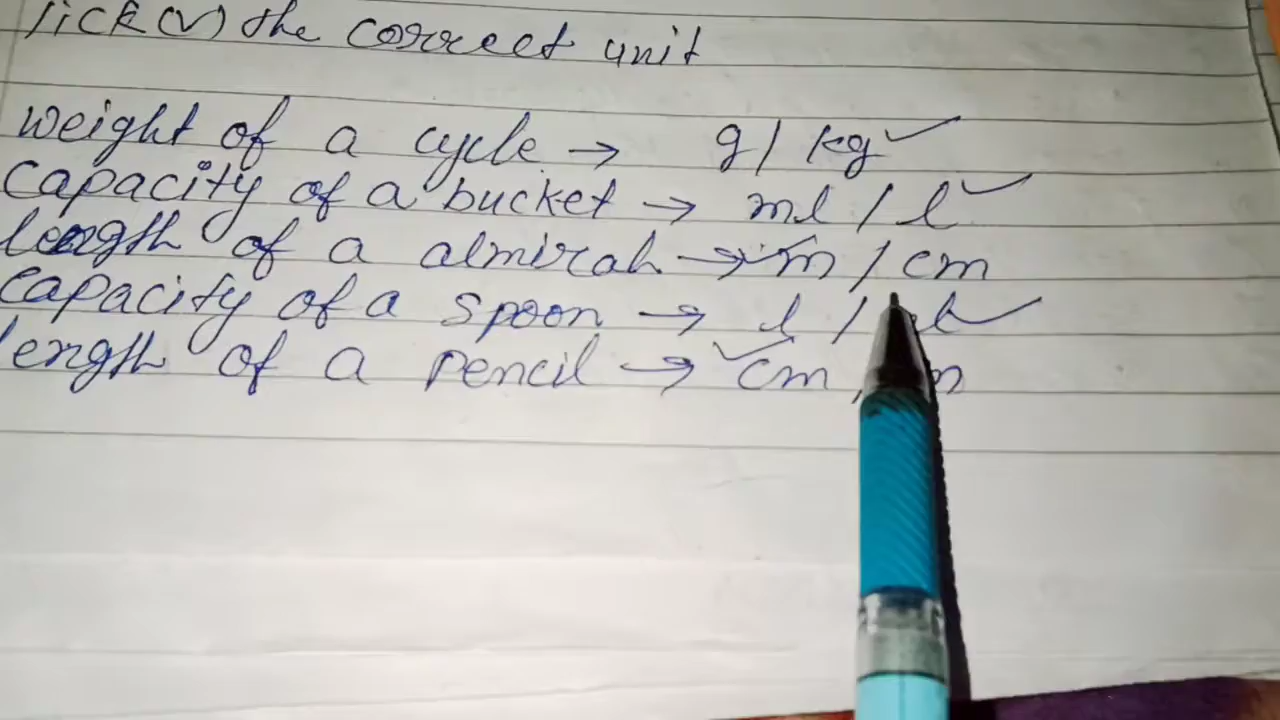 Tick (✓) the correct unit
weight of a cycle → g / kg ✓
capacity of a bucket → ml / l ✓
length of a almirah → ✓ m / cm
capacity of a spoon → l / ✓
length of a pencil → ✓ cm